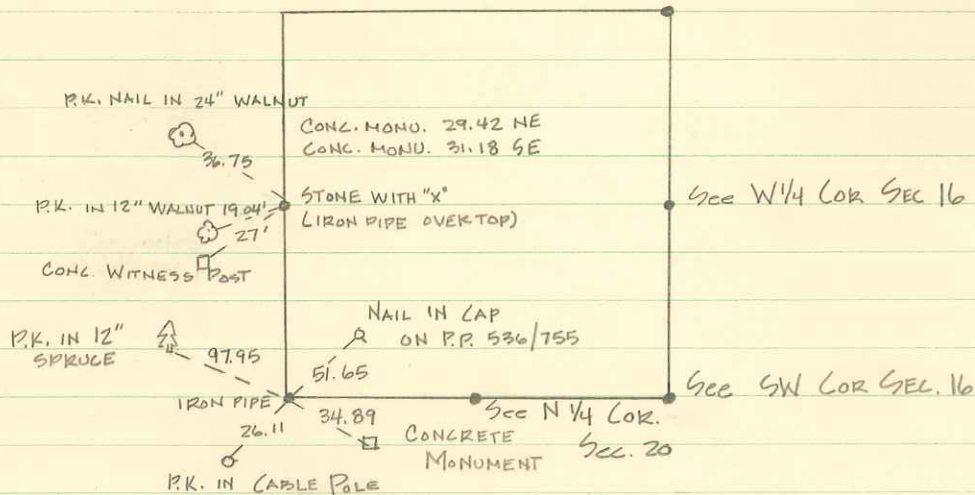 P.K. NAIL IN 24" WALNUT
36.75
CONC. MONU. 29.42 NE
CONC. MONU. 31.18 SE
P.K. IN 12" WALNUT 19.04'
27'
CONC. WITNESS POST
STONE WITH "X"
(IRON PIPE OVER TOP)
See W 1/4 COR SEC 16
P.K. IN 12"
SPRUCE
97.95
NAIL IN CAP
ON P.P. 536/755
51.65
IRON PIPE
34.89
26.11
CONCRETE
MONUMENT
P.K. IN CABLE POLE
See N 1/4 COR.
Sec. 20
See SW COR SEC. 16